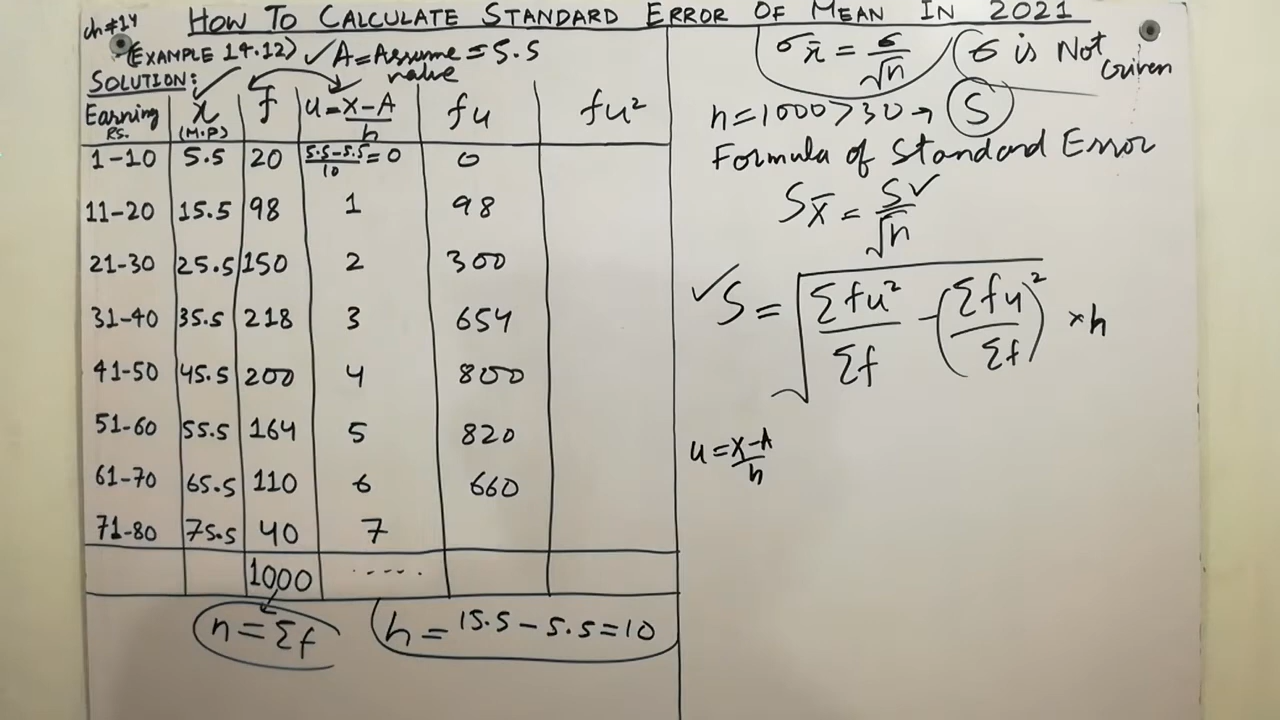 ch#14
HOW TO CALCULATE STANDARD ERROR OF MEAN IN 2021
(EXAMPLE 14.12) ✓ A=Assume = 5.5
value
SOLUTION:
Earning x f u=x-A/h fu fu²
Rs. (M.P)
1-10 5.5 20 5.5-5.5/10=0 0
11-20 15.5 98 1 98
21-30 25.5 150 2 300
31-40 35.5 218 3 654
41-50 45.5 200 4 800
51-60 55.5 164 5 820
61-70 65.5 110 6 660
71-80 75.5 40 7
1000 .....
n=Σf h=15.5-5.5=10
σx̄ = σ/√n σ is Not Given
n=1000>30→ S
Formula of Standard Error
Sx̄ = S/√n ✓
✓S = √(Σfu²/Σf - (Σfu/Σf)²) ×h
u=x-A/h